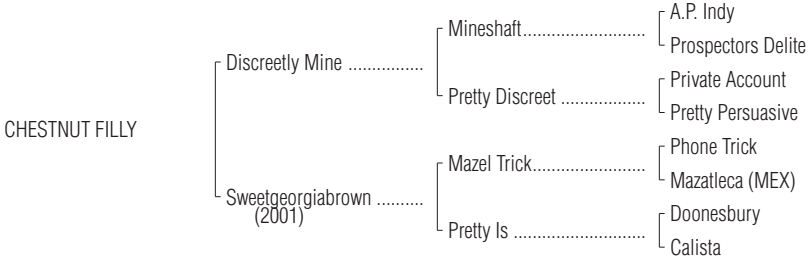 A.P. Indy
Mineshaft..........................
Prospectors Delite
Discreetly Mine ................
Private Account
Pretty Discreet ..................
Pretty Persuasive
CHESTNUT FILLY
Phone Trick
Mazel Trick........................
Mazatleca (MEX)
Sweetgeorgiabrown ..........
(2001)
Doonesbury
Pretty Is ............................
Calista